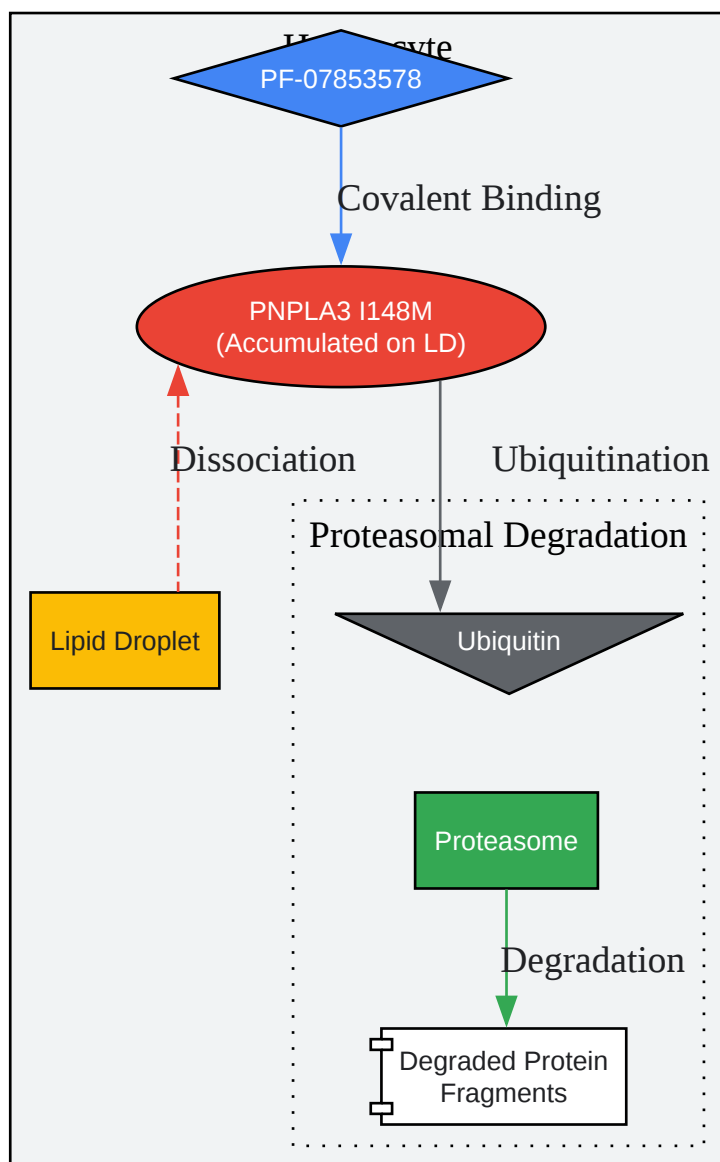 PF-07853578
Covalent Binding
PNPLA3 I148M
(Accumulated on LD)
Dissociation
Ubiquitination
Proteasomal Degradation
Lipid Droplet
Ubiquitin
Proteasome
Degradation
Degraded Protein
Fragments